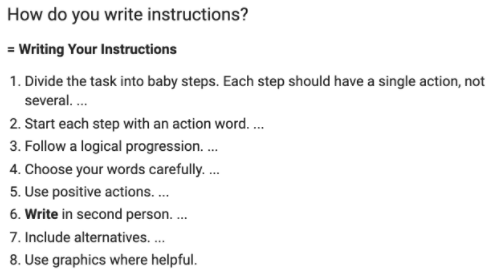 How do you write instructions?
= Writing Your Instructions
1. Divide the task into baby steps. Each step should have a single action, not
several. ...
2. Start each step with an action word. ...
3. Follow a logical progression. ...
4. Choose your words carefully. ...
5. Use positive actions. ...
6. Write in second person. ...
7. Include alternatives. ...
8. Use graphics where helpful.